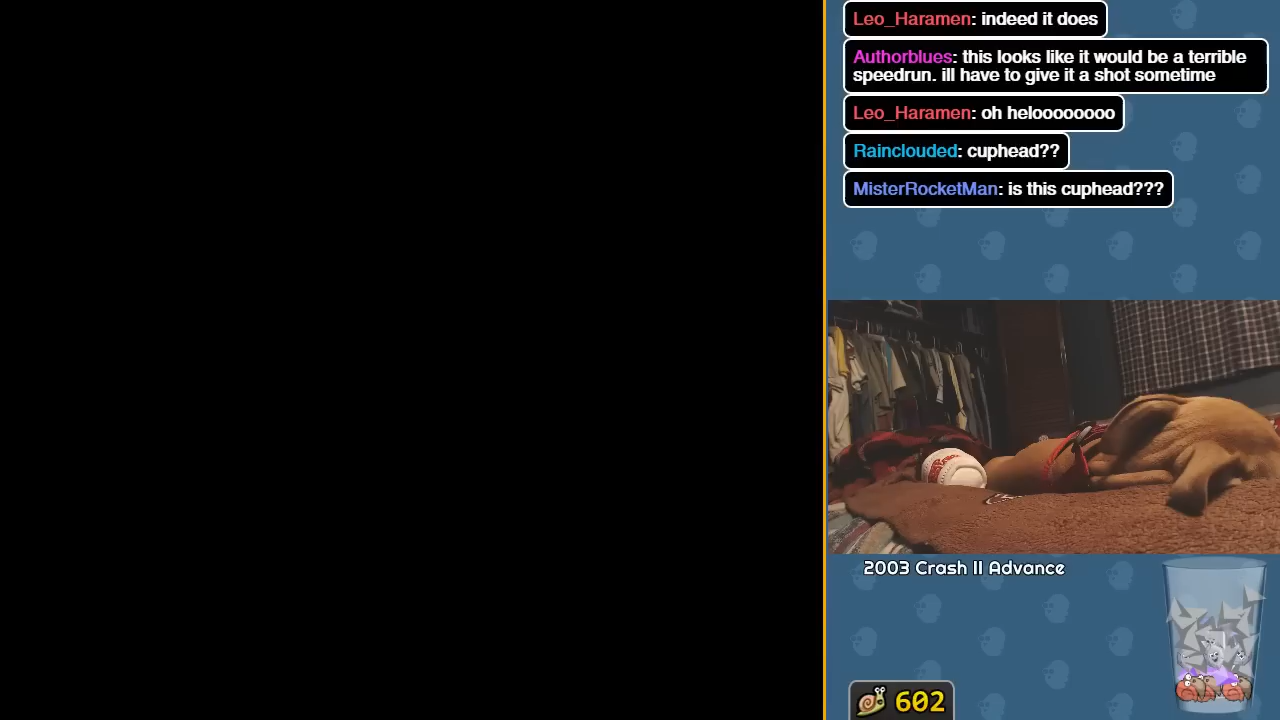 Leo_Haramen: indeed it does
Authorblues: this looks like it would be a terrible
speedrun. ill have to give it a shot sometime
Leo_Haramen: oh heloooooooo
Rainclouded: cuphead??
MisterRocketMan: is this cuphead???
2003 Crash II Advance
602